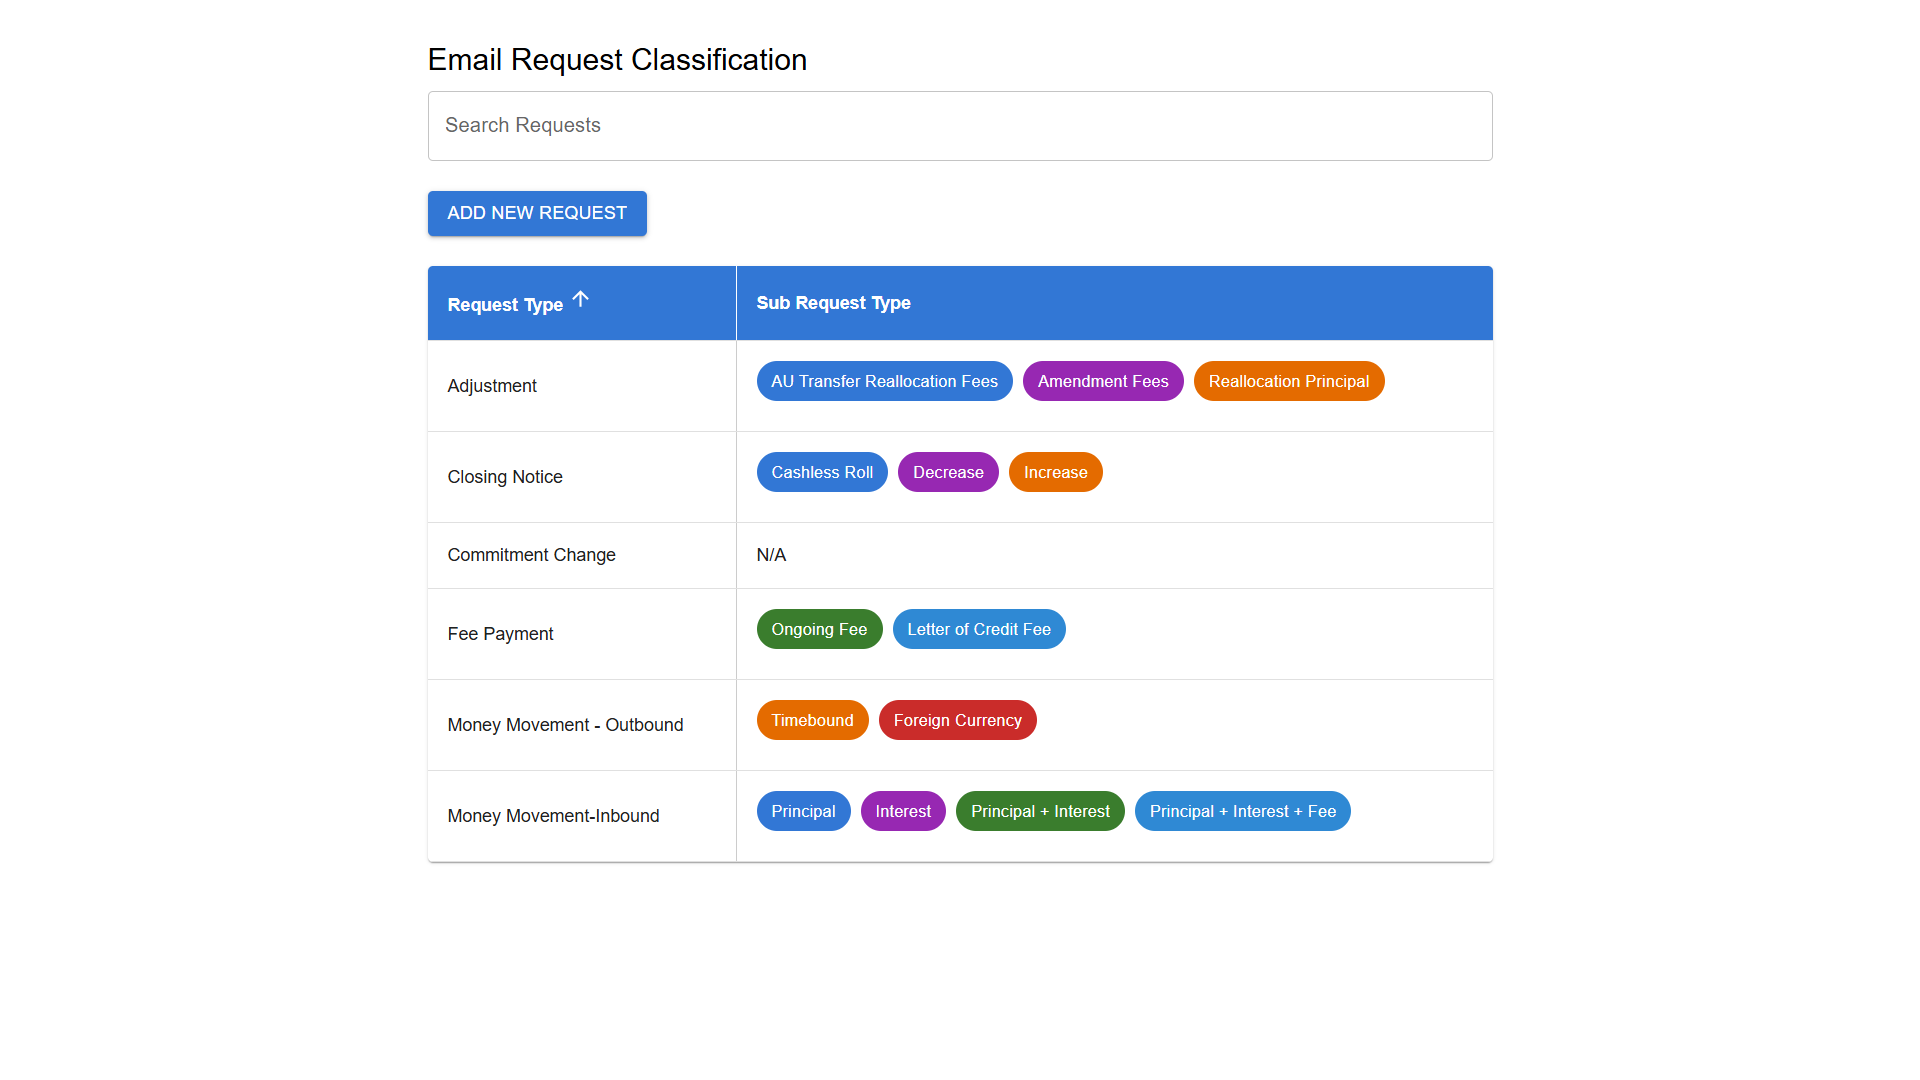 Email Request Classification
Search Requests
ADD NEW REQUEST
Request Type Sub Request Type
Adjustment AU Transfer Reallocation Fees Amendment Fees Reallocation Principal
Closing Notice Cashless Roll Decrease Increase
Commitment Change N/A
Fee Payment Ongoing Fee Letter of Credit Fee
Money Movement - Outbound Timebound Foreign Currency
Money Movement-Inbound Principal Interest Principal + Interest Principal + Interest + Fee